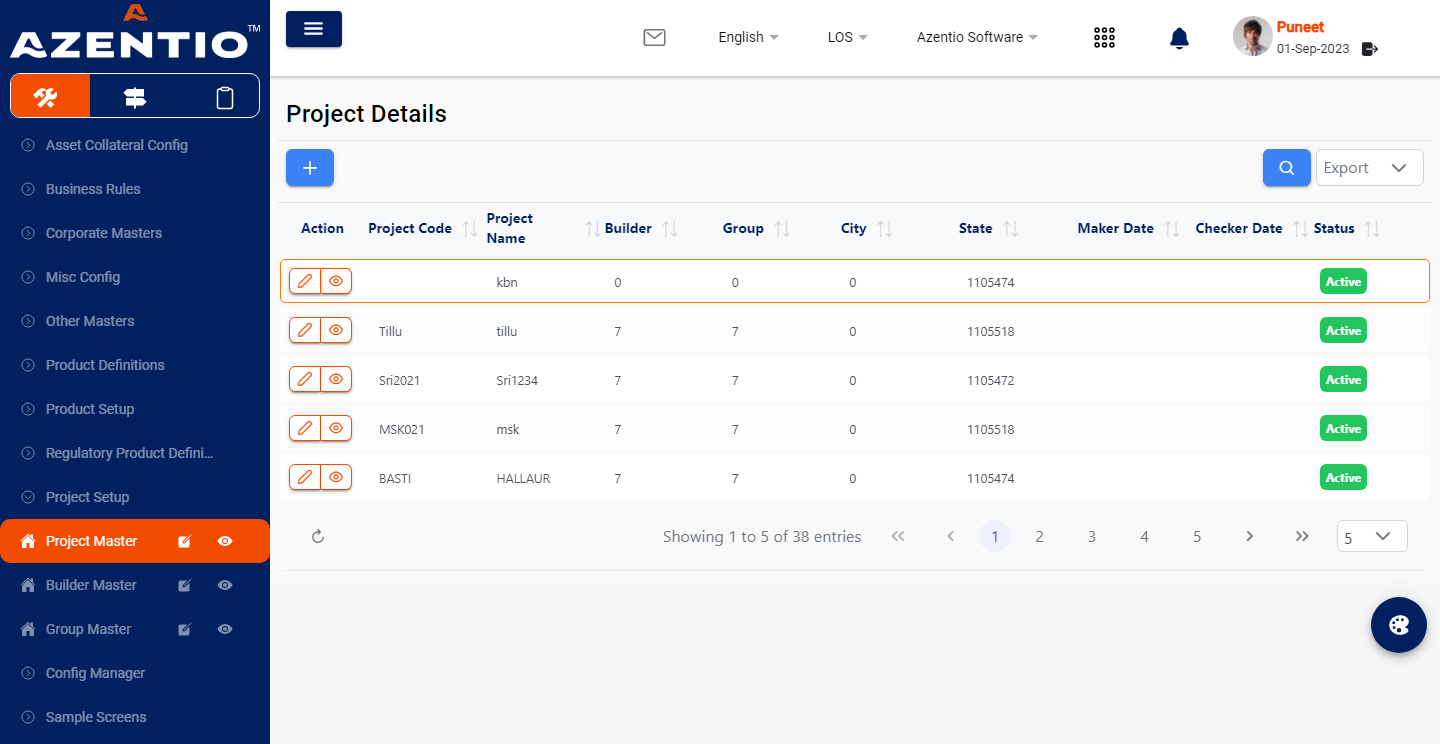 AZENTIO™
English
LOS
Azentio Software
Puneet
01-Sep-2023
Asset Collateral Config
Business Rules
Corporate Masters
Misc Config
Other Masters
Product Definitions
Product Setup
Regulatory Product Defini...
Project Setup
Project Master
Builder Master
Group Master
Config Manager
Sample Screens
Project Details
Export
Action Project Code Project Name Builder Group City State Maker Date Checker Date Status
kbn 0 0 0 1105474 Active
Tillu tillu 7 7 0 1105518 Active
Sri2021 Sri1234 7 7 0 1105472 Active
MSK021 msk 7 7 0 1105518 Active
BASTI HALLAUR 7 7 0 1105474 Active
Showing 1 to 5 of 38 entries 1 2 3 4 5 5